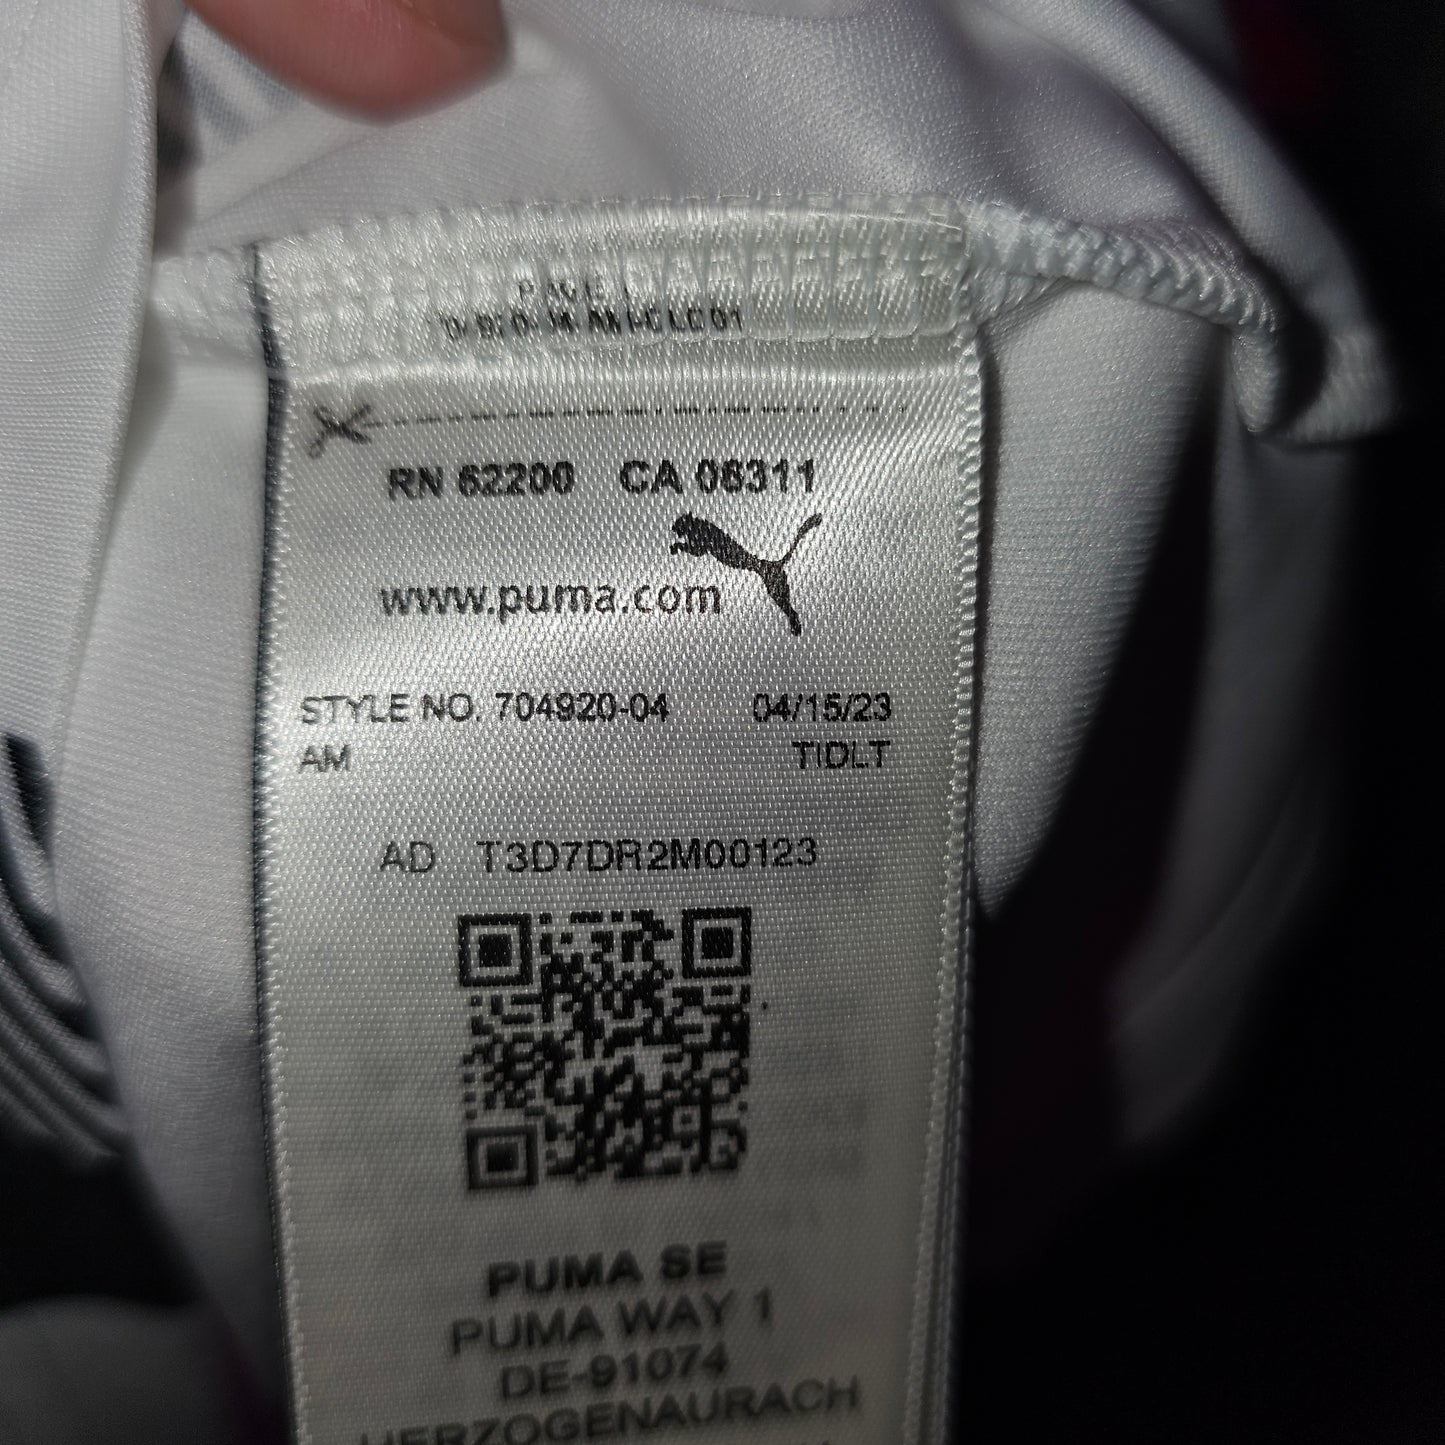 RN 62200 CA 06311
www.puma.com
STYLE NO. 704920-04 04/15/23
AM TIDLT
AD T3D7DR2M00123
PUMA SE
PUMA WAY 1
DE-91074
HERZOGENAURACH